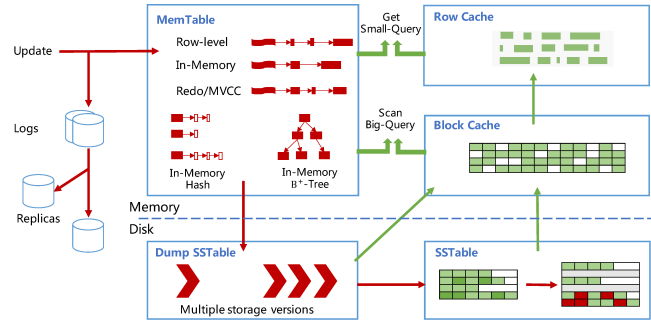 MemTable
Row-level
In-Memory
Redo/MVCC
In-Memory
Hash
In-Memory
B+-Tree
Get
Small-Query
Scan
Big-Query
Row Cache
Block Cache
Update
Logs
Replicas
Memory
Disk
Dump SSTable
Multiple storage versions
SSTable